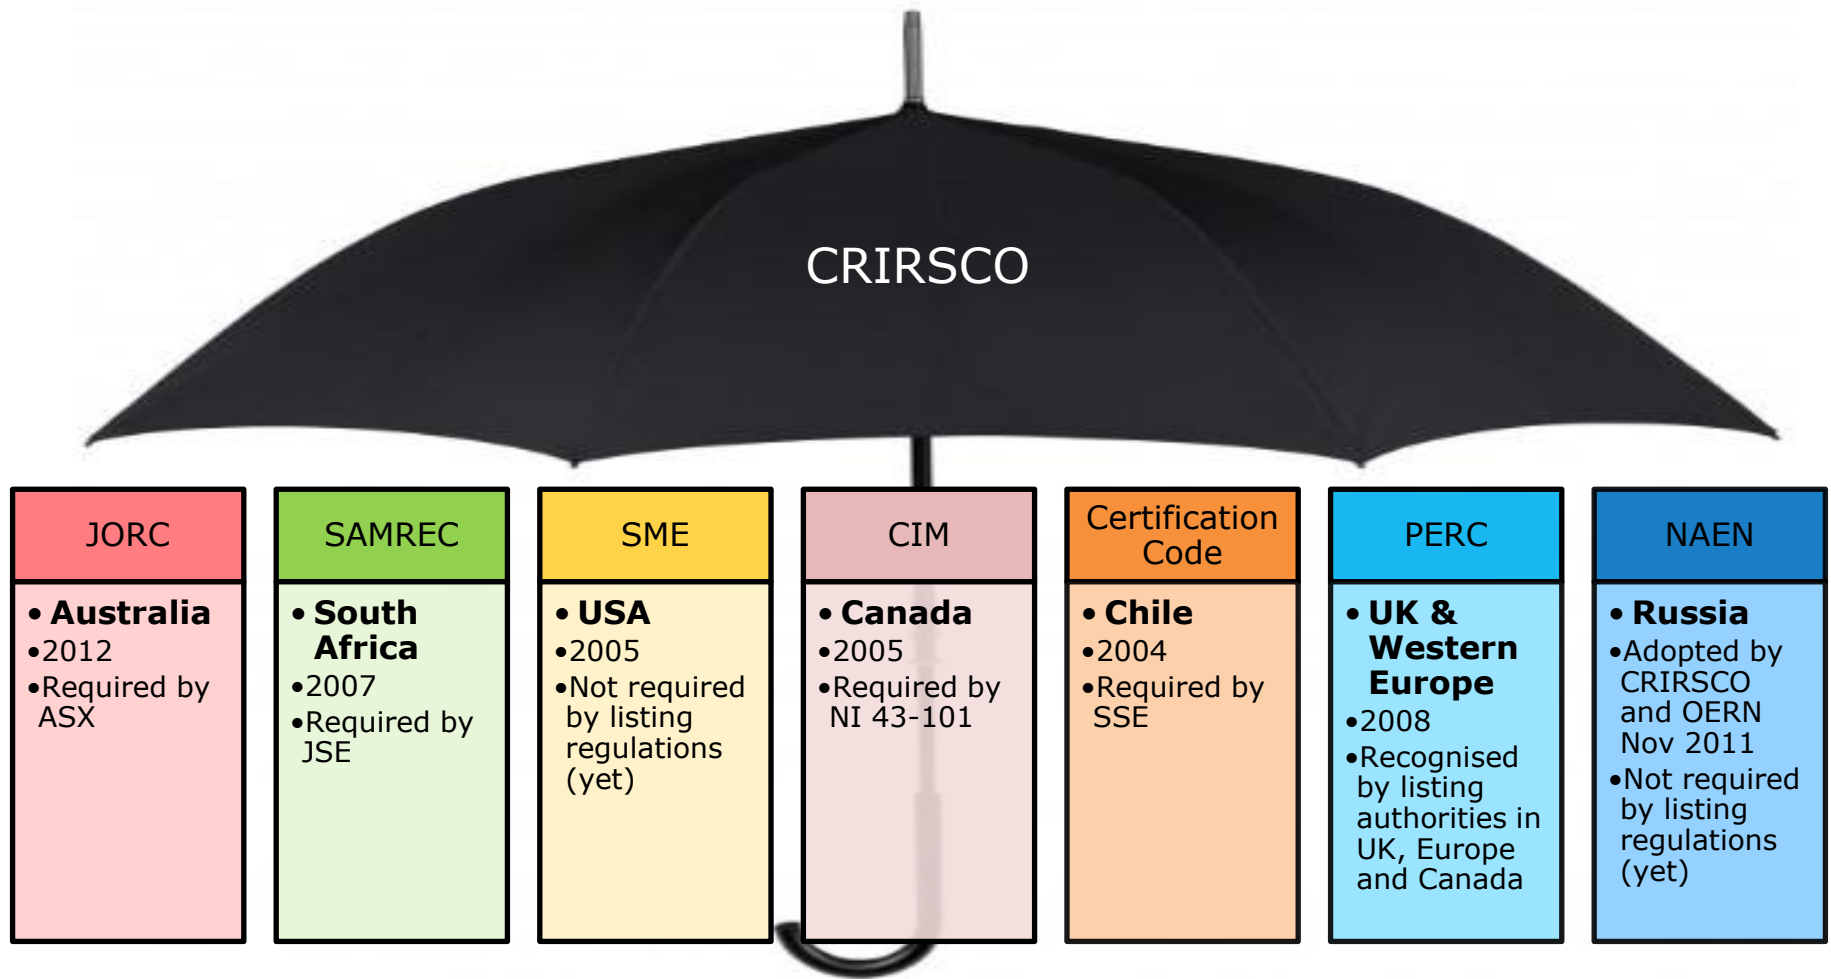 CRIRSCO
JORC
• Australia
•2012
•Required by
ASX
SAMREC
• South
Africa
•2007
•Required by
JSE
SME
• USA
•2005
•Not required
by listing
regulations
(yet)
CIM
• Canada
•2005
•Required by
NI 43-101
Certification
Code
• Chile
•2004
•Required by
SSE
PERC
• UK &
Western
Europe
•2008
•Recognised
by listing
authorities in
UK, Europe
and Canada
NAEN
• Russia
•Adopted by
CRIRSCO
and OERN
Nov 2011
•Not required
by listing
regulations
(yet)